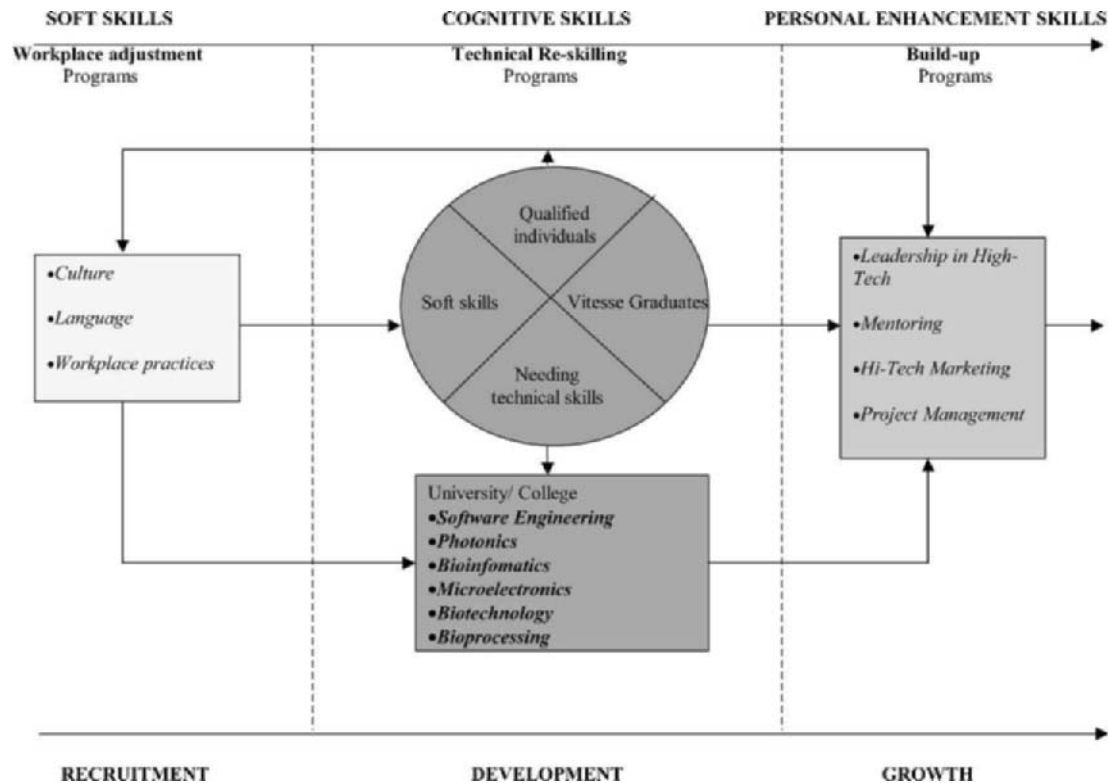 SOFT SKILLS
COGNITIVE SKILLS
PERSONAL ENHANCEMENT SKILLS
Workplace adjustment
Programs
Technical Re-skilling
Programs
Build-up
Programs
•Culture
•Language
•Workplace practices
Qualified
individuals
Soft skills
Vitesse Graduates
Needing
technical skills
•Leadership in High-
Tech
•Mentoring
•Hi-Tech Marketing
•Project Management
University/ College
•Software Engineering
•Photonics
•Bioinfomatics
•Microelectronics
•Biotechnology
•Bioprocessing
RECRUITMENT
DEVELOPMENT
GROWTH